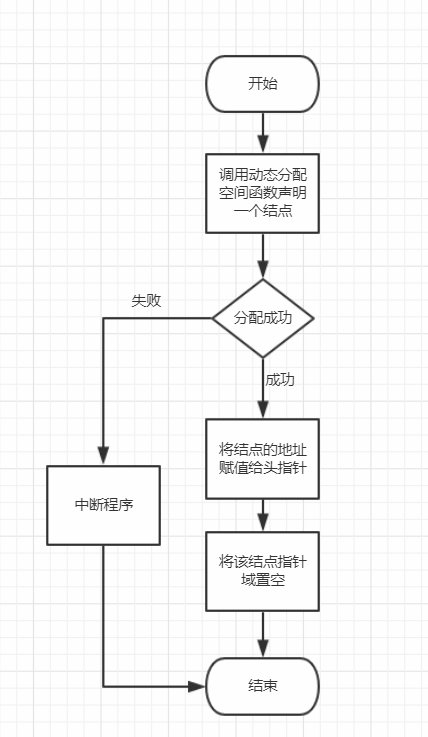 开始
调用动态分配
空间函数声明
一个结点
失败
分配成功
成功
将结点的地址
赋值给头指针
中断程序
将该结点指针
域置空
结束